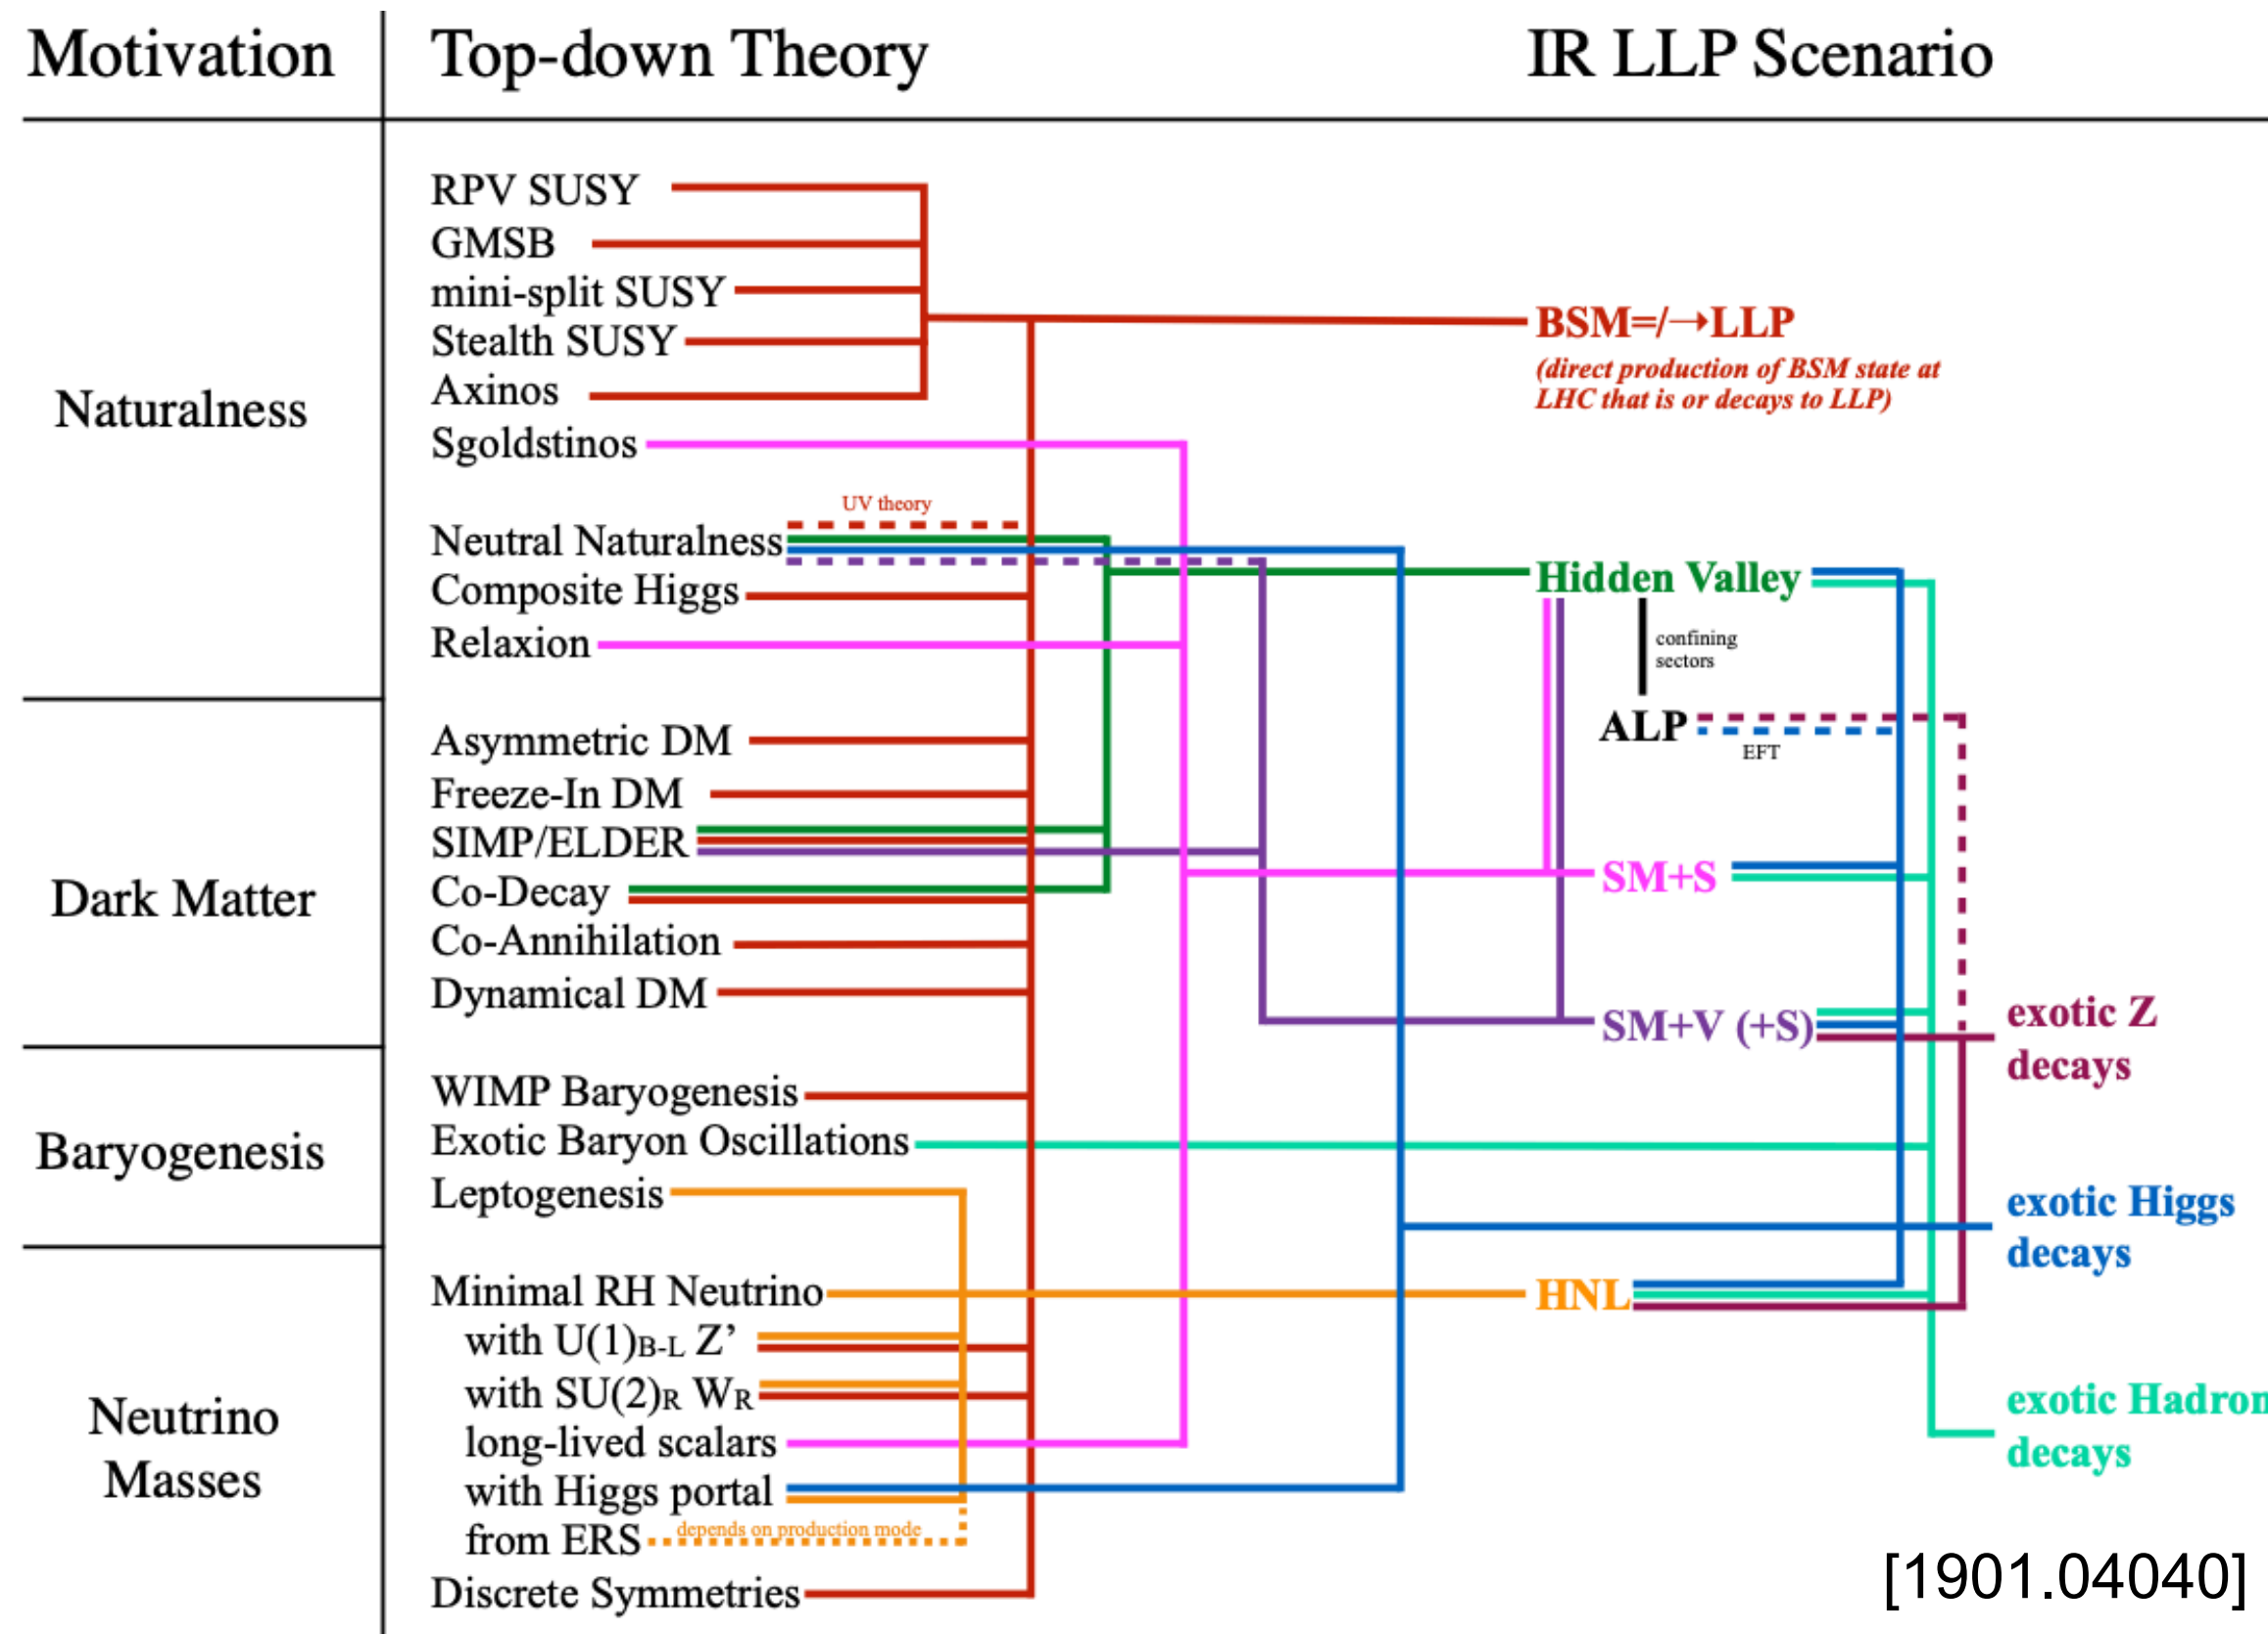 Motivation
Top-down Theory
IR LLP Scenario
Naturalness
RPV SUSY
GMSB
mini-split SUSY
Stealth SUSY
Axinos
Sgoldstinos
UV theory
Neutral Naturalness
Composite Higgs
Relaxion
Dark Matter
Asymmetric DM
Freeze-In DM
SIMP/ELDER
Co-Decay
Co-Annihilation
Dynamical DM
Baryogenesis
WIMP Baryogenesis
Exotic Baryon Oscillations
Leptogenesis
Neutrino
Masses
Minimal RH Neutrino
with U(1)B-L Z’
with SU(2)R WR
long-lived scalars
with Higgs portal
from ERS
depends on production mode
Discrete Symmetries
BSM=/→LLP
(direct production of BSM state at
LHC that is or decays to LLP)
Hidden Valley
confining
sectors
ALP
EFT
SM+S
SM+V (+S)
HNL
exotic Z
decays
exotic Higgs
decays
exotic Hadron
decays
[1901.04040]